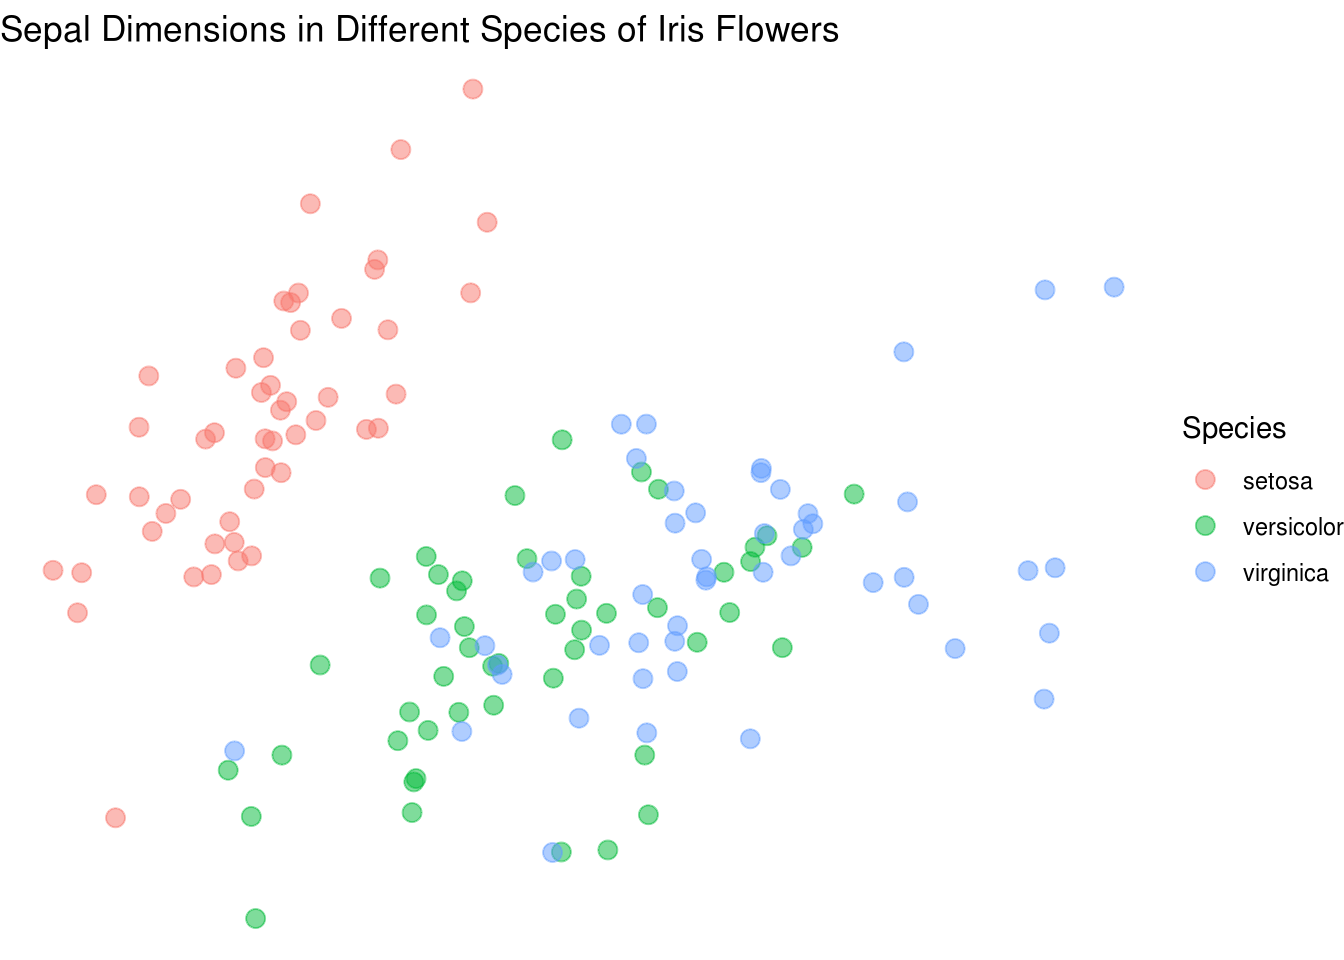 Sepal Dimensions in Different Species of Iris Flowers
Species
setosa
versicolor
virginica